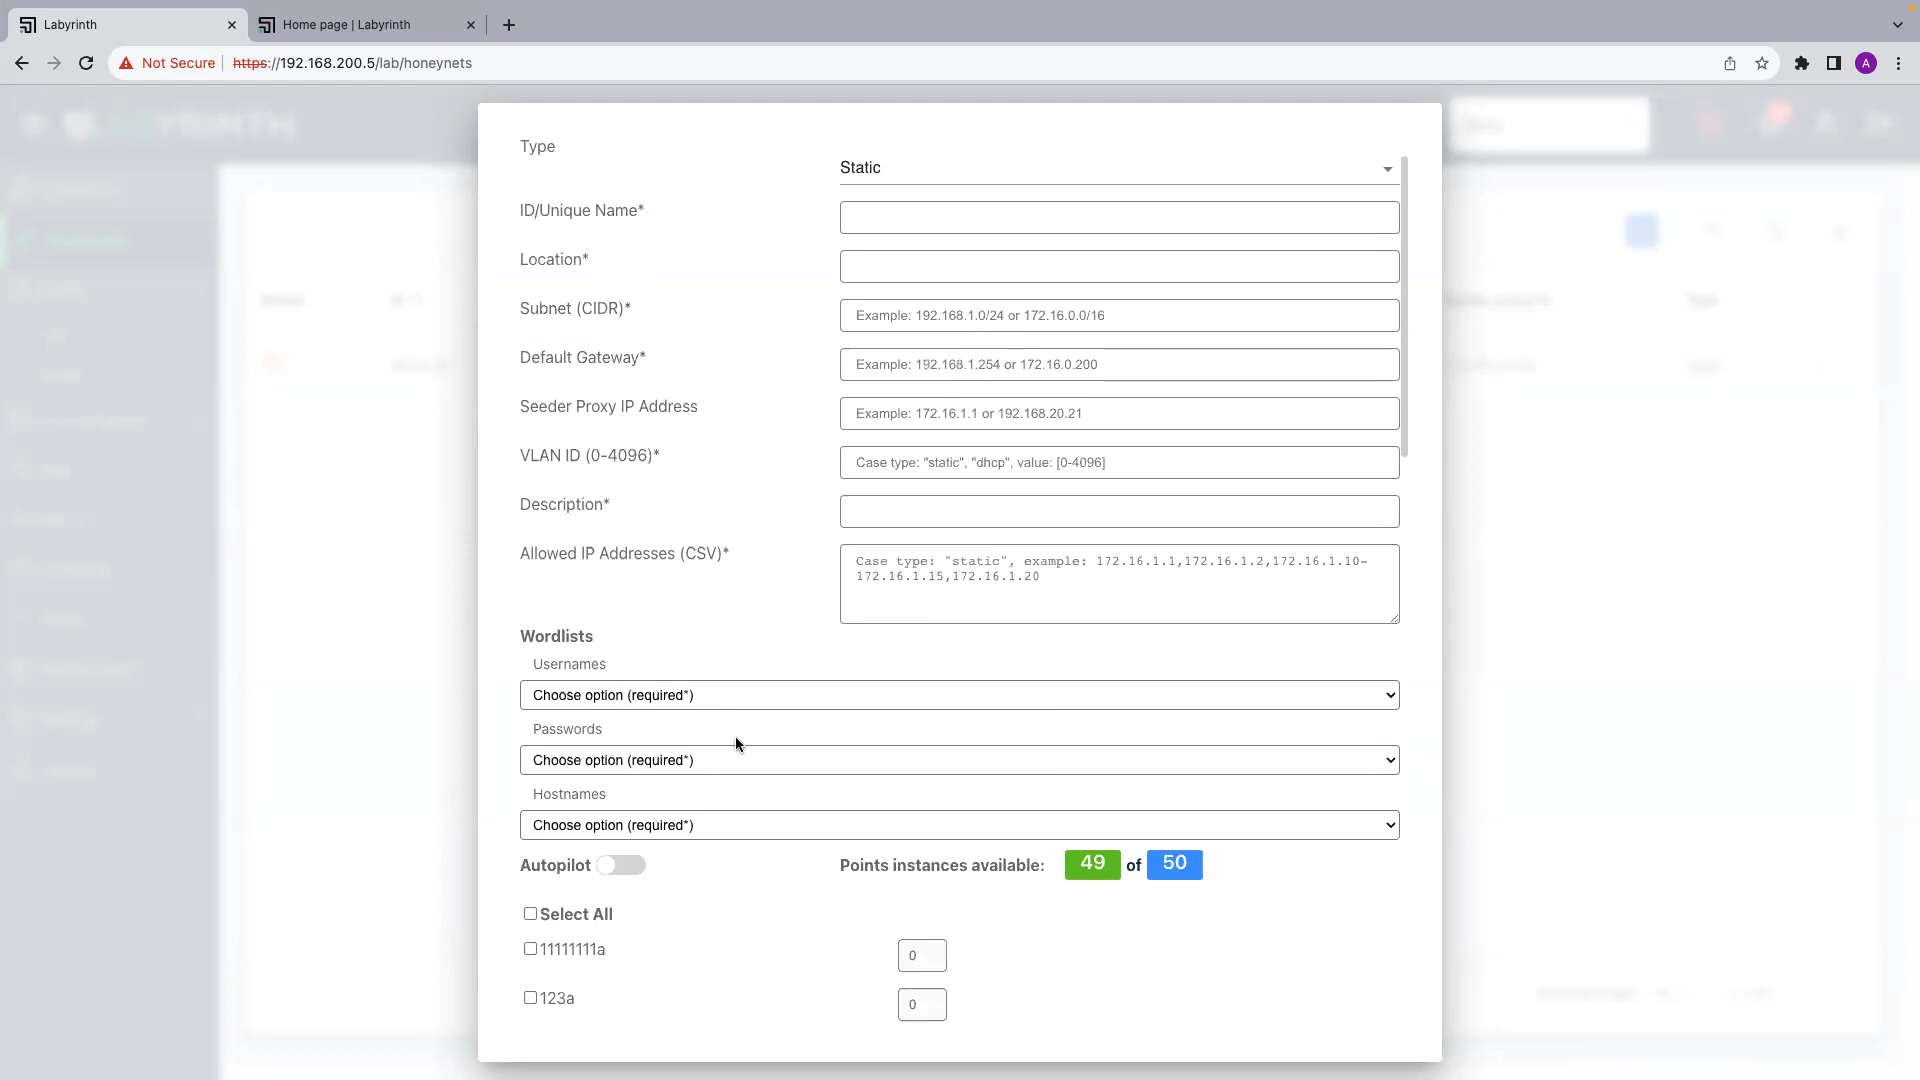 Labyrinth
Home page | Labyrinth
Not Secure
https://192.168.200.5/lab/honeynets
A
Type
Static
ID/Unique Name*
Location*
Subnet (CIDR)*
Example: 192.168.1.0/24 or 172.16.0.0/16
Default Gateway*
Example: 192.168.1.254 or 172.16.0.200
Seeder Proxy IP Address
Example: 172.16.1.1 or 192.168.20.21
VLAN ID (0-4096)*
Case type: "static", "dhcp", value: [0-4096]
Description*
Allowed IP Addresses (CSV)*
Case type: "static", example: 172.16.1.1,172.16.1.2,172.16.1.10-
172.16.1.15,172.16.1.20
Wordlists
Usernames
Choose option (required*)
Passwords
Choose option (required*)
Hostnames
Choose option (required*)
Autopilot
Points instances available: 49 of 50
Select All
11111111a
0
123a
0